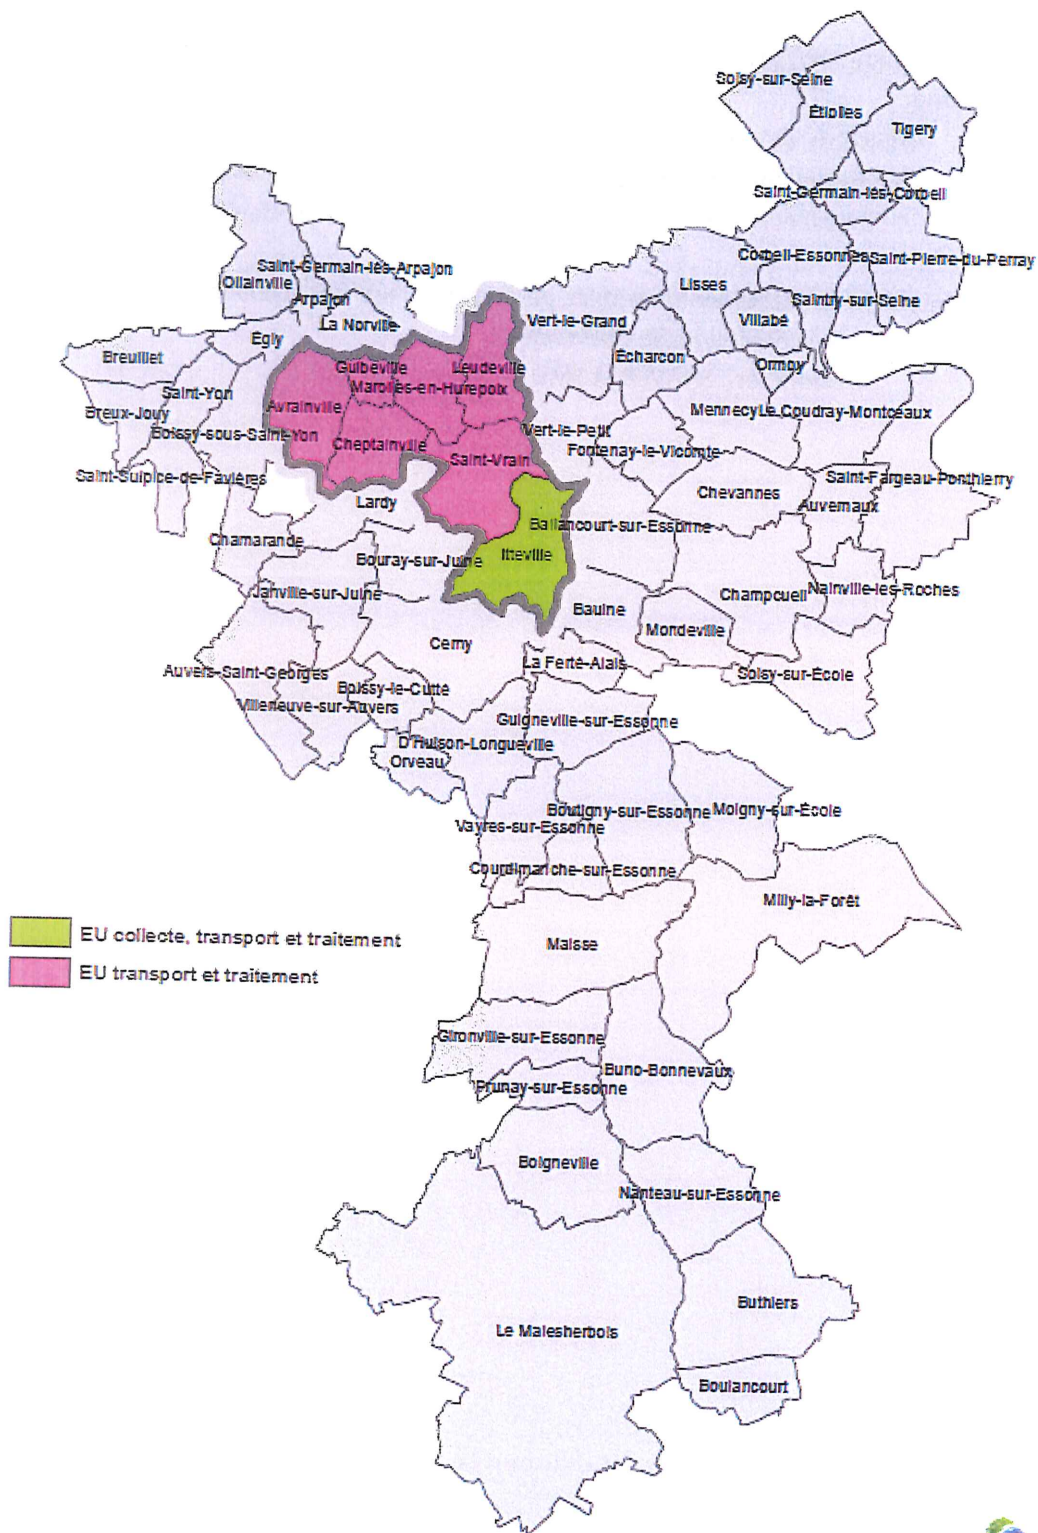 Soisy-sur-Seine
Étiolles
Tigery
Saint-Germain-lès-Corbeil
Corbeil-Essonnes
Saint-Pierre-du-Perray
Saint-Germain-lès-Arpajon
Ollainville
Lisses
Arpajon
Saintry-sur-Seine
La Norville
Vert-le-Grand
Villabé
Égly
Breuillet
Écharcon
Ormoy
Guibeville
Leudeville
Marolles-en-Hurepoix
Saint-Yon
Avrainville
Breux-Jouy
Mennecy
Le Coudray-Montceaux
Boissy-sous-Saint-Yon
Vert-le-Petit
Cheptainville
Fontenay-le-Vicomte
Saint-Vrain
Saint-Sulpice-de-Favières
Saint-Fargeau-Ponthierry
Chevannes
Lardy
Auvernaux
Ballancourt-sur-Essonne
Chamarande
Itteville
Bouray-sur-Juine
Nainville-les-Roches
Janville-sur-Juine
Champcueil
Baulne
Mondeville
Cerny
La Ferté-Alais
Auvers-Saint-Georges
Soisy-sur-École
Boissy-le-Cutté
Villeneuve-sur-Auvers
Guigneville-sur-Essonne
D'Huison-Longueville
Orveau
Boutigny-sur-Essonne
Moigny-sur-École
Vayres-sur-Essonne
Courdimanche-sur-Essonne
Milly-la-Forêt
EU collecte, transport et traitement
Maisse
EU transport et traitement
Gironville-sur-Essonne
Buno-Bonnevaux
Prunay-sur-Essonne
Boigneville
Nanteau-sur-Essonne
Buthiers
Le Malesherbois
Boulancourt